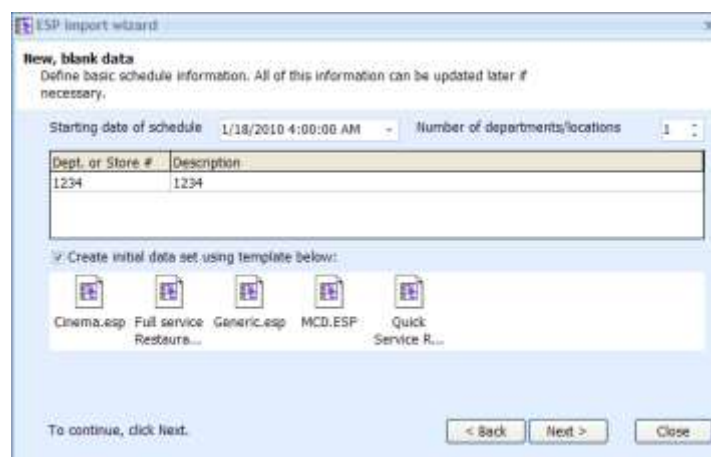 ESP import wizard
New, blank data
Define basic schedule information. All of this information can be updated later if
necessary.
Starting date of schedule 1/18/2010 4:00:00 AM Number of departments/locations 1
Dept. or Store # Description
1234 1234
Create initial data set using template below:
Cinema.esp Full service Generic.esp MCD.ESP Quick
Restaura... Service R...
To continue, click Next. < Back Next > Close